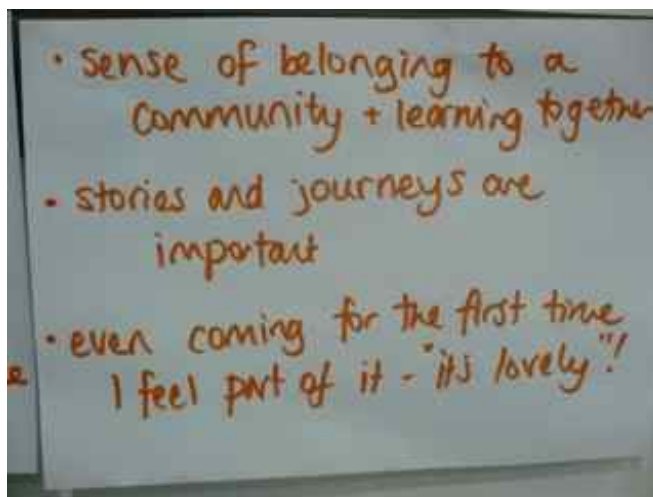 • sense of belonging to a
community + learning together
• stories and journeys are
important
• even coming for the first time
I feel part of it - "its lovely"!